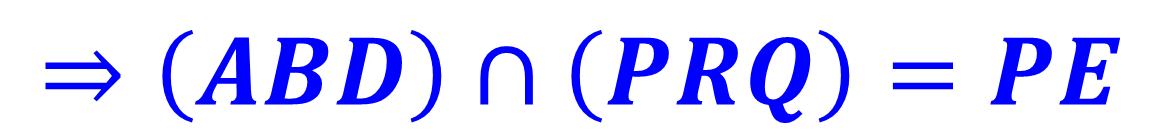 ⇒ (ABD) ∩ (PRQ) = PE